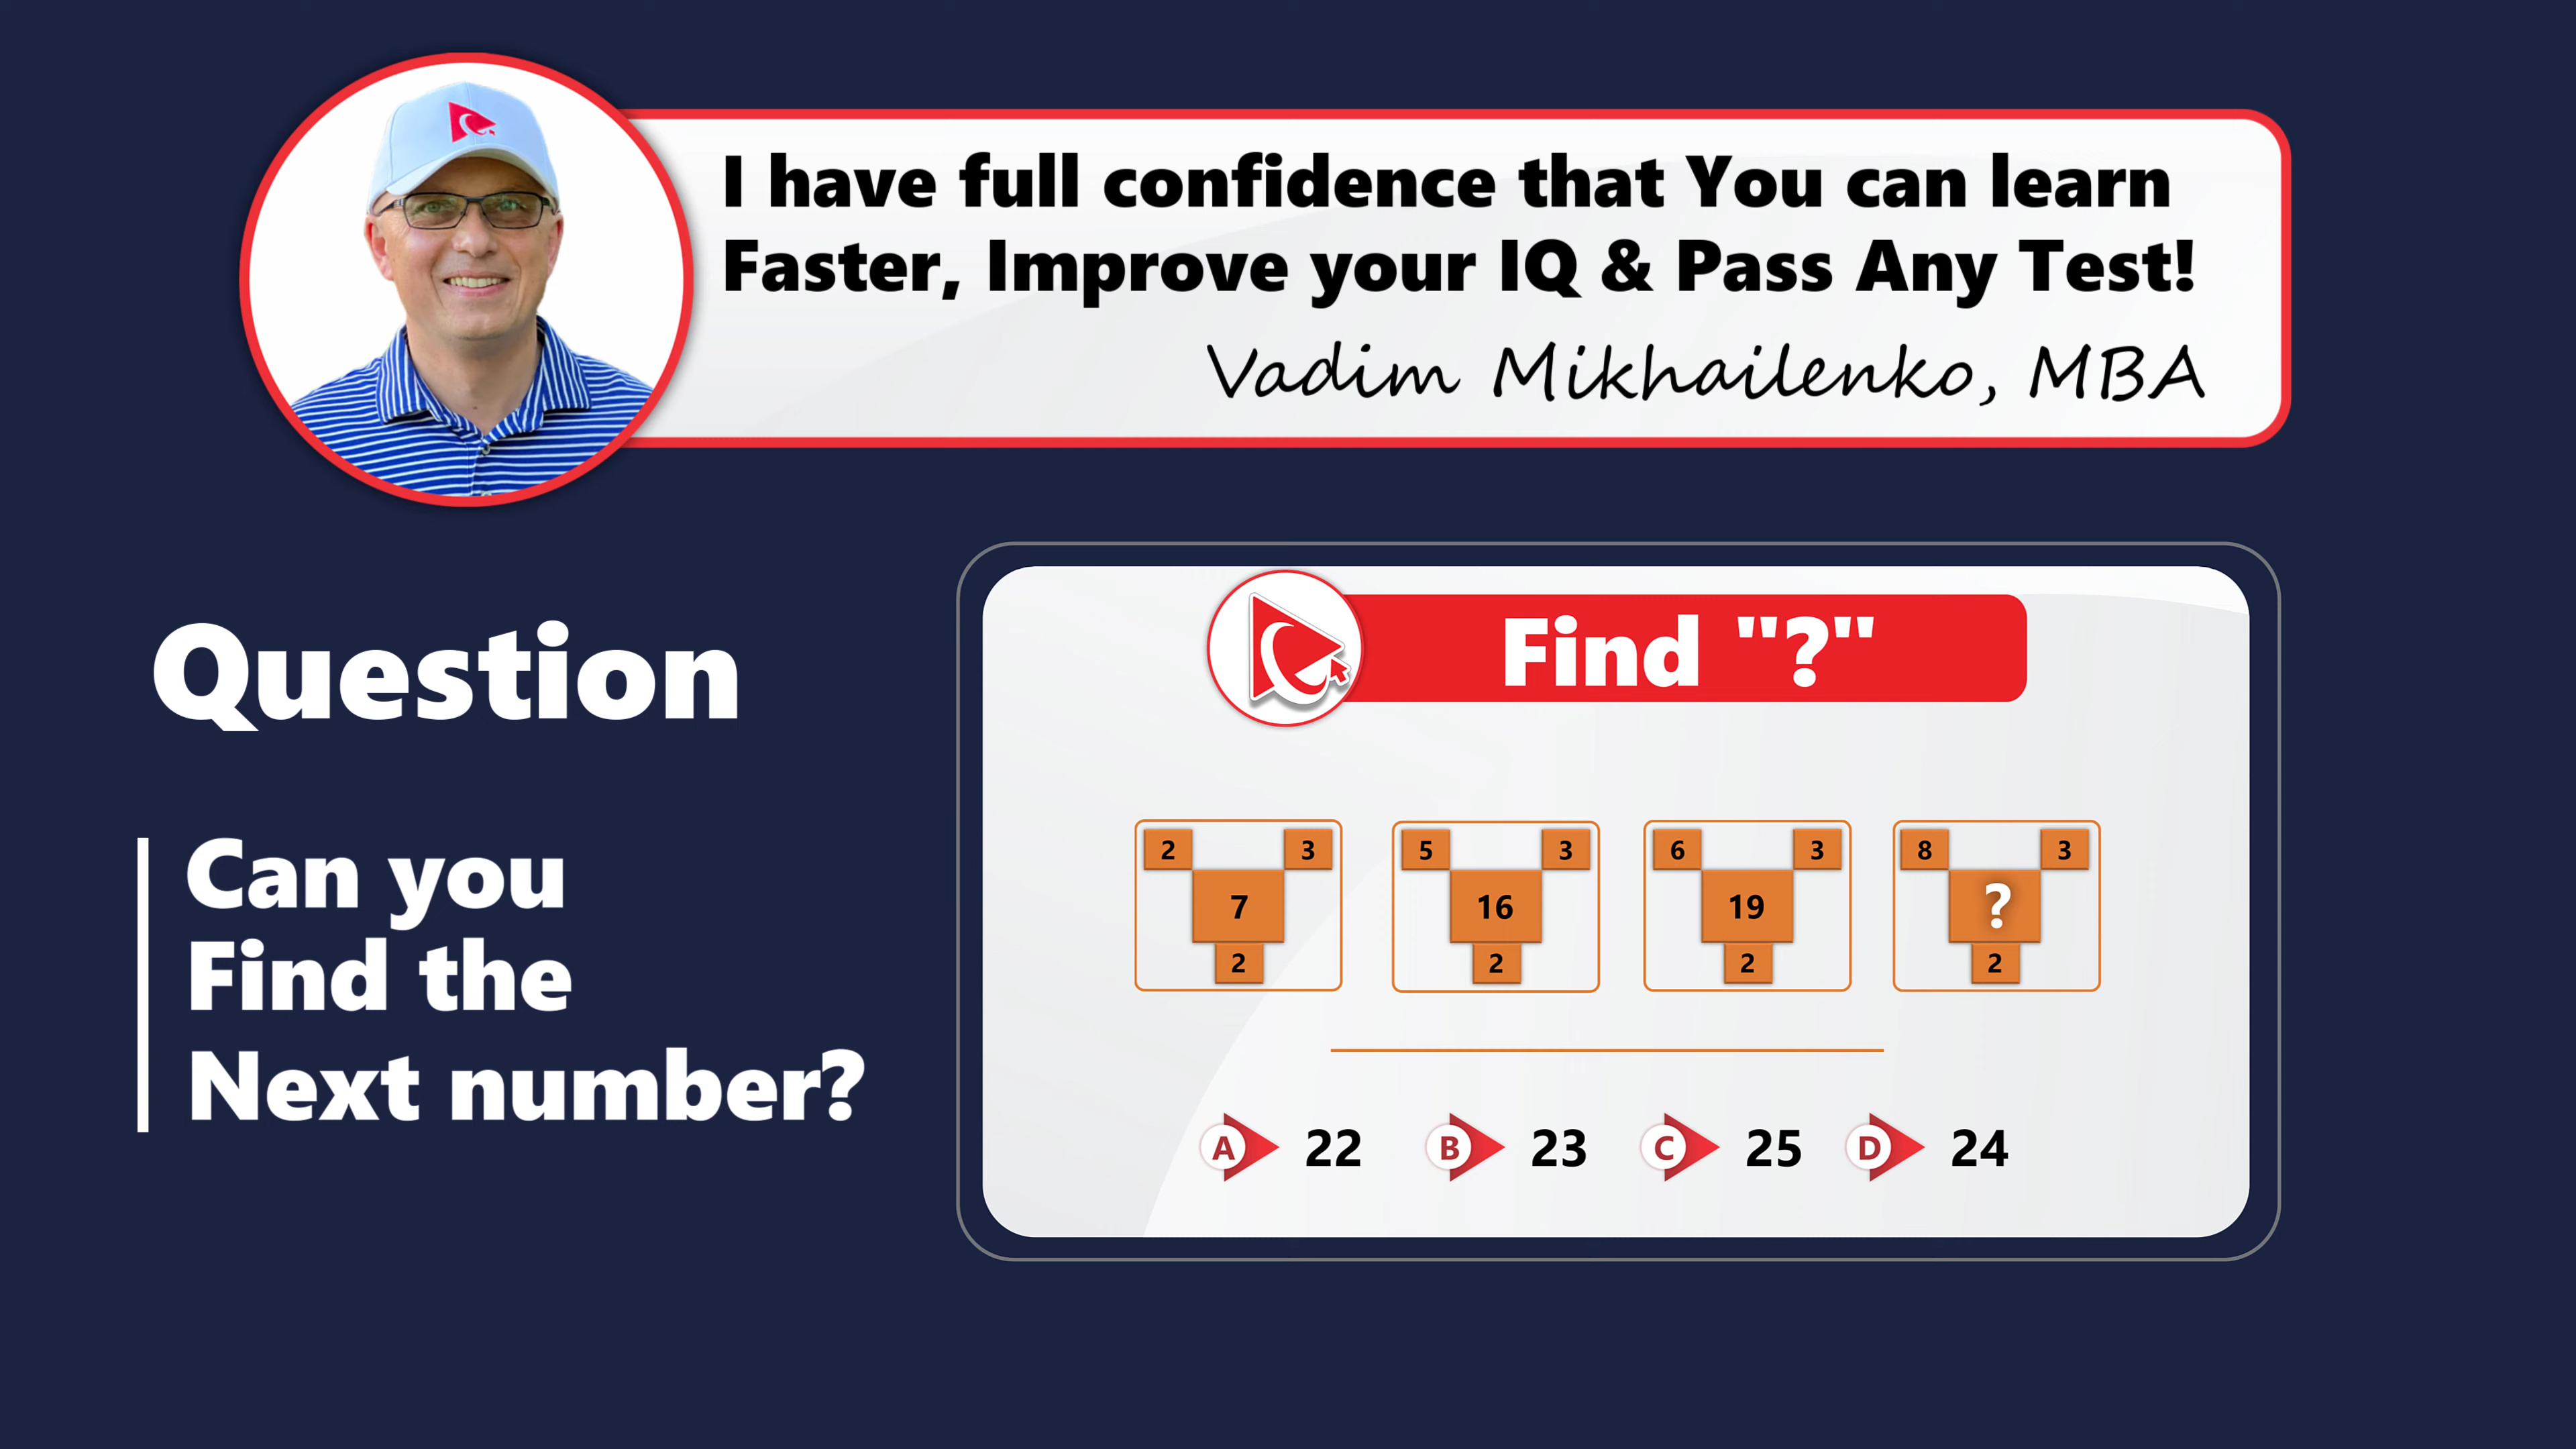 I have full confidence that You can learn
Faster, Improve your IQ & Pass Any Test!
Vadim Mikhailenko, MBA
Question
Can you
Find the
Next number?
Find "?"
2 3 5 3 6 3 8 3
7 16 19 ?
2 2 2 2
A 22 B 23 C 25 D 24